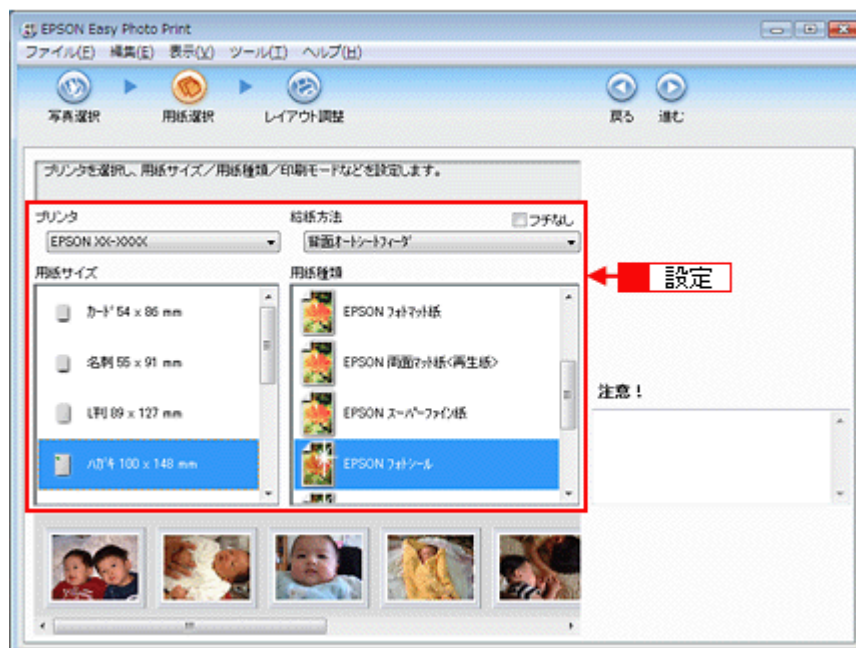 EPSON Easy Photo Print
ファイル(F) 編集(E) 表示(V) ツール(T) ヘルプ(H)
写真選択 用紙選択 レイアウト調整 戻る 進む
プリンタを選択し、用紙サイズ/用紙種類/印刷モードなどを設定します。
プリンタ 給紙方法 フチなし
EPSON XX-XXXX 背面オートシートフィーダ
用紙サイズ 用紙種類
カード 54 x 86 mm EPSON フォトマット紙
名刺 55 x 91 mm EPSON 両面マット紙<再生紙>
L判 89 x 127 mm EPSON スーパーファイン紙
ハガキ 100 x 148 mm EPSON フォトシール
設定
注意!